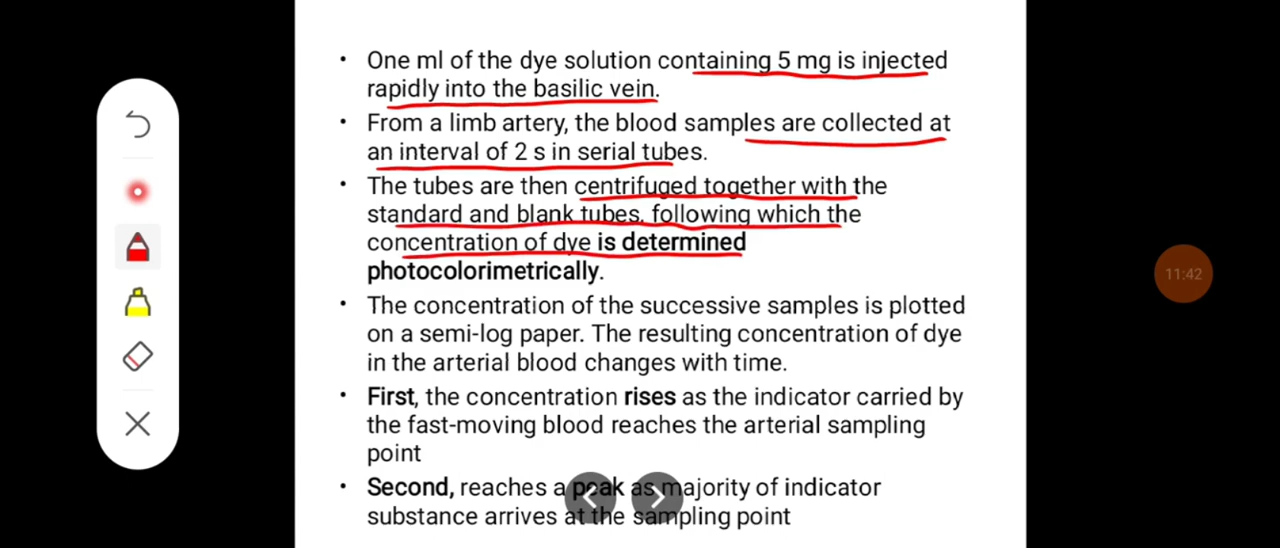 • One ml of the dye solution containing 5 mg is injected
rapidly into the basilic vein.
• From a limb artery, the blood samples are collected at
an interval of 2 s in serial tubes.
• The tubes are then centrifuged together with the
standard and blank tubes, following which the
concentration of dye is determined
photocolorimetrically.
• The concentration of the successive samples is plotted
on a semi-log paper. The resulting concentration of dye
in the arterial blood changes with time.
• First, the concentration rises as the indicator carried by
the fast-moving blood reaches the arterial sampling
point
• Second, reaches a peak as majority of indicator
substance arrives at the sampling point
11:42